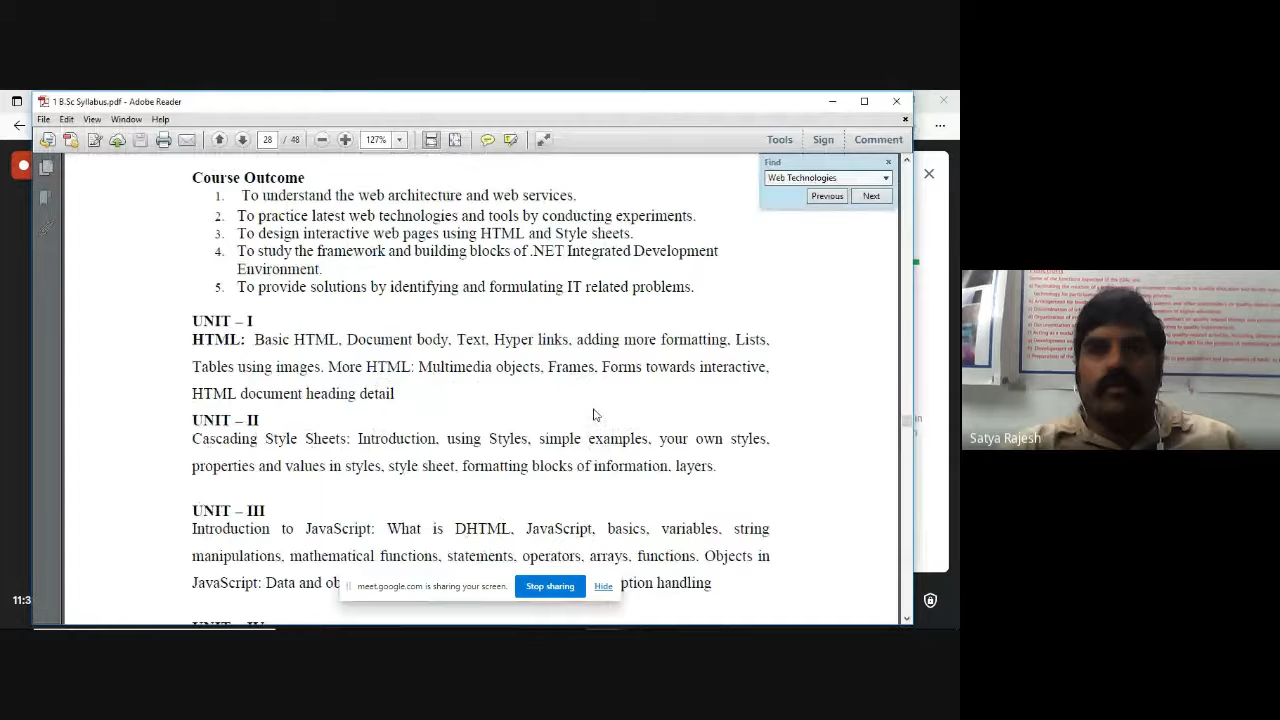 1 B.Sc Syllabus.pdf - Adobe Reader
File Edit View Window Help
28 / 48 127%
Tools Sign Comment
Find
Web Technologies
Previous Next
Course Outcome
1. To understand the web architecture and web services.
2. To practice latest web technologies and tools by conducting experiments.
3. To design interactive web pages using HTML and Style sheets.
4. To study the framework and building blocks of .NET Integrated Development
Environment.
5. To provide solutions by identifying and formulating IT related problems.
UNIT – I
HTML: Basic HTML, Document body, Text, Hyper links, adding more formatting, Lists,
Tables using images. More HTML: Multimedia objects, Frames, Forms towards interactive,
HTML document heading detail
UNIT – II
Cascading Style Sheets: Introduction, using Styles, simple examples, your own styles,
properties and values in styles, style sheet, formatting blocks of information, layers.
UNIT – III
Introduction to JavaScript: What is DHTML, JavaScript, basics, variables, string
manipulations, mathematical functions, statements, operators, arrays, functions. Objects in
JavaScript: Data and ob ption handling
meet.google.com is sharing your screen. Stop sharing Hide
11:3
in
Satya Rajesh